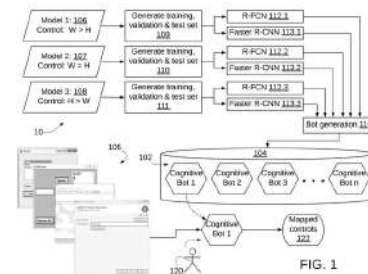 Model 1: 106
Control: W > H
Generate training,
validation & test set
109
R-FCN 112.1
Faster R-CNN 113.1
Model 2: 107
Control: W = H
Generate training,
validation & test set
110
R-FCN 112.2
Faster R-CNN 113.2
Model 3: 108
Control: H > W
Generate training,
validation & test set
111
R-FCN 112.3
Faster R-CNN 113.3
10
Bot generation
106
102
104
Cognitive
Bot 1
Cognitive
Bot 2
Cognitive
Bot 3
Cognitive
Bot n
Cognitive
Bot 1
Mapped
controls
122
120
FIG. 1